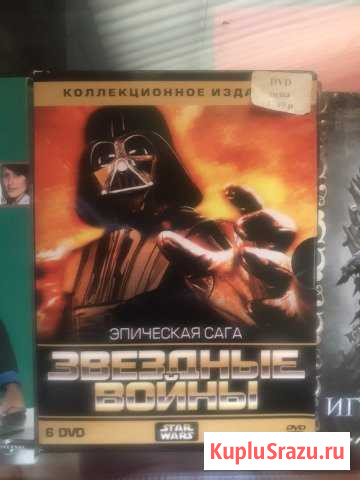 КОЛЛЕКЦИОННОЕ ИЗДА
DVD
ЭПИЧЕСКАЯ САГА
ЗВЕЗДНЫЕ
ВОЙНЫ
6 DVD
STAR
WARS
DVD
ИГ
KupluSrazu.ru